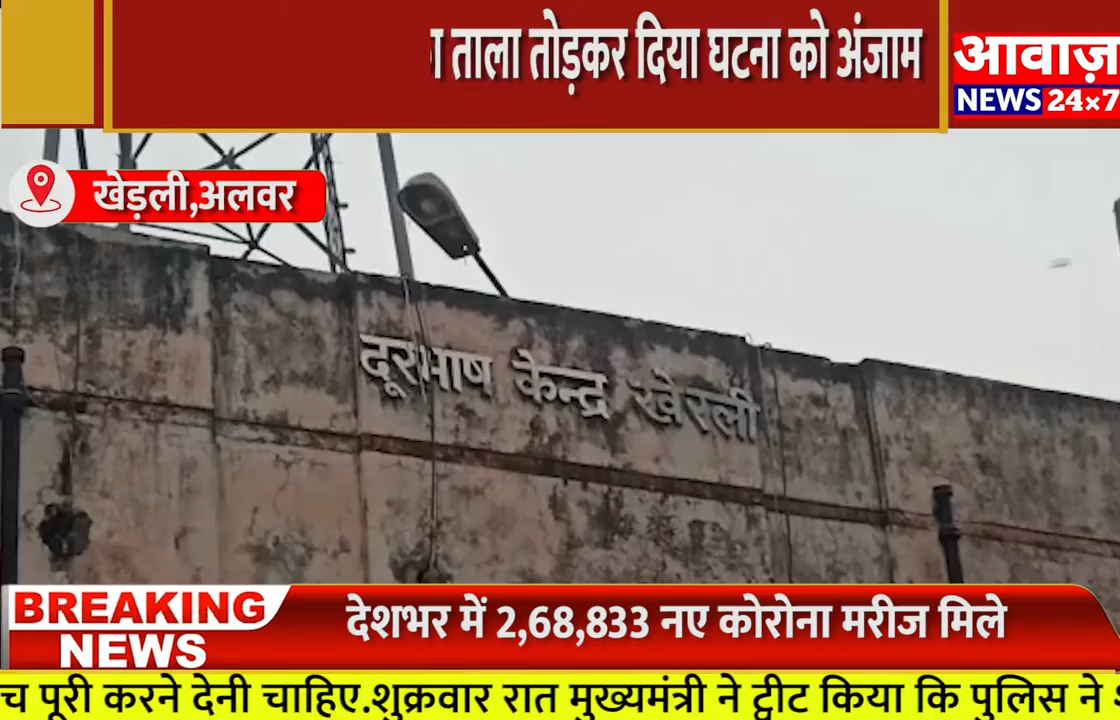 ताला तोड़कर दिया घटना को अंजाम
आवाज़
NEWS 24×7
खेड़ली,अलवर
दूरभाष केन्द्र खेरली
BREAKING
NEWS
देशभर में 2,68,833 नए कोरोना मरीज मिले
पूरी करने देनी चाहिए.शुक्रवार रात मुख्यमंत्री ने ट्वीट किया कि पुलिस ने